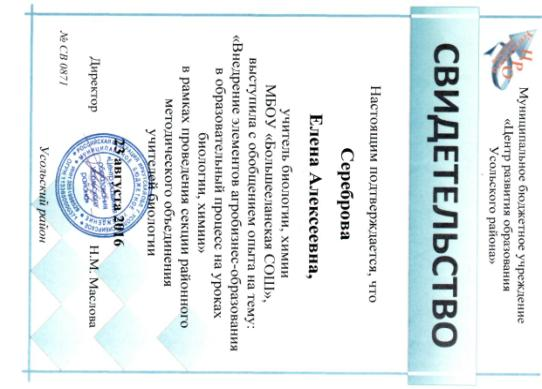 Муниципальное бюджетное учреждение
«Центр развития образования
Усольского района»
СВИДЕТЕЛЬСТВО
Настоящим подтверждается, что
Сереброва
Елена Алексеевна,
учитель биологии, химии
МБОУ «Большееланская СОШ»,
выступила с обобщением опыта на тему:
«Внедрение элементов агробизнес-образования
в образовательный процесс на уроках
биологии, химии»
в рамках проведения секции районного
методического объединения
учителей биологии
23 августа 2016
Директор Н.М. Маслова
№ СВ 0871
Усольский район